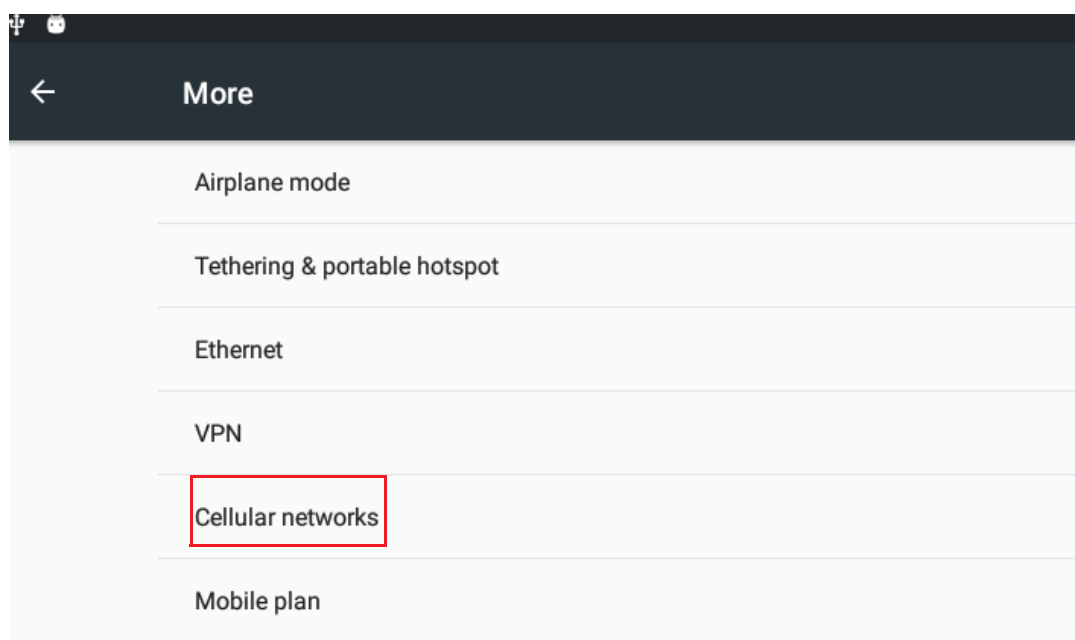 More
Airplane mode
Tethering & portable hotspot
Ethernet
VPN
Cellular networks
Mobile plan